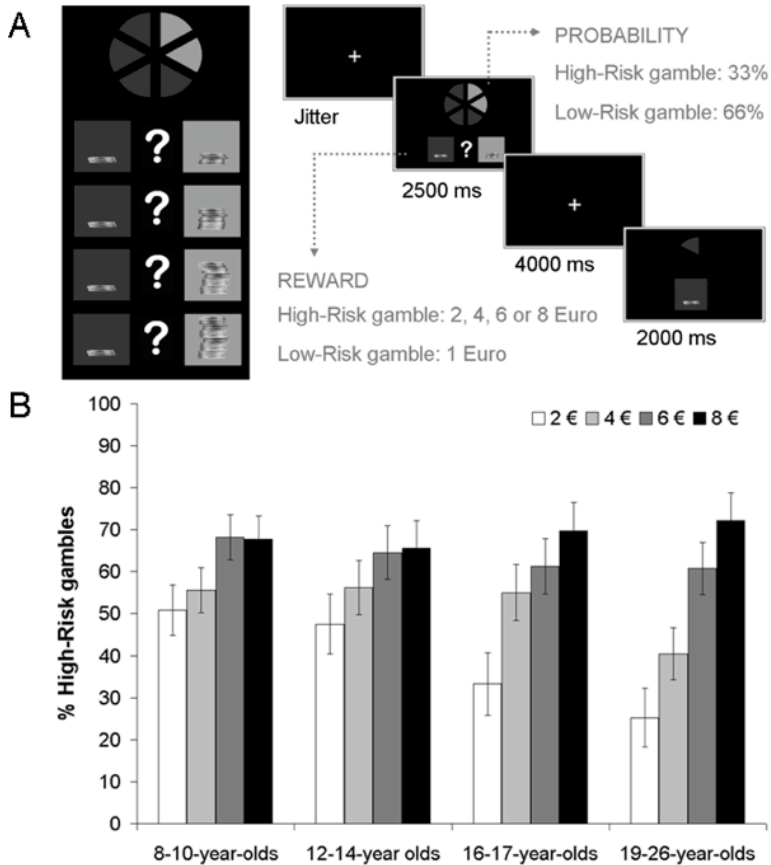 A
?
?
?
?
Jitter
?
2500 ms
4000 ms
2000 ms
PROBABILITY
High-Risk gamble: 33%
Low-Risk gamble: 66%
REWARD
High-Risk gamble: 2, 4, 6 or 8 Euro
Low-Risk gamble: 1 Euro
B
% High-Risk gambles
100
90
80
70
60
50
40
30
20
10
0
2 € 4 € 6 € 8 €
8-10-year-olds 12-14-year olds 16-17-year-olds 19-26-year-olds